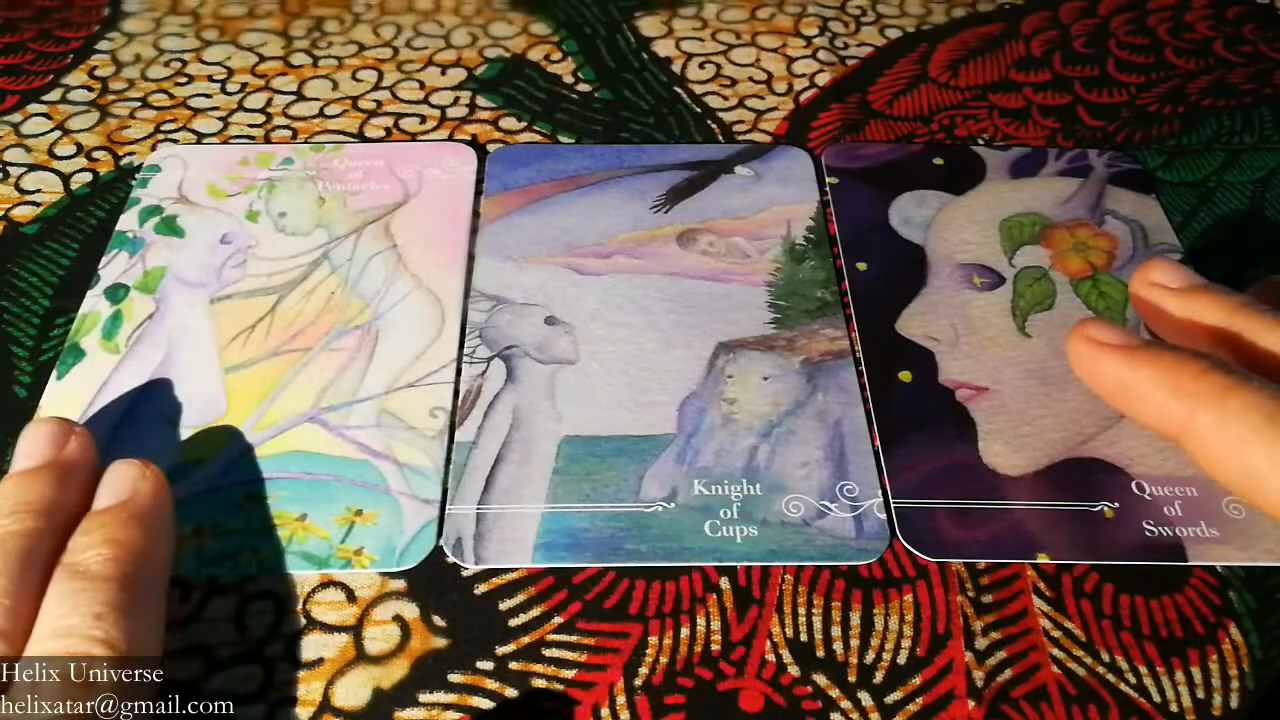 Queen
of
Pentacles
Knight
of
Cups
Queen
of
Swords
Helix Universe
helixatar@gmail.com